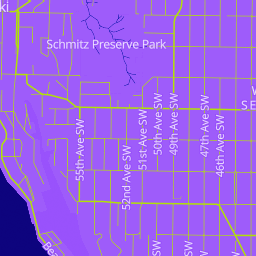 ki
Schmitz Preserve Park
W
S E
55th Ave SW
52nd Ave SW
51st Ave SW
50th Ave SW
49th Ave SW
47th Ave SW
46th Ave SW
Be
SW
SW
SW